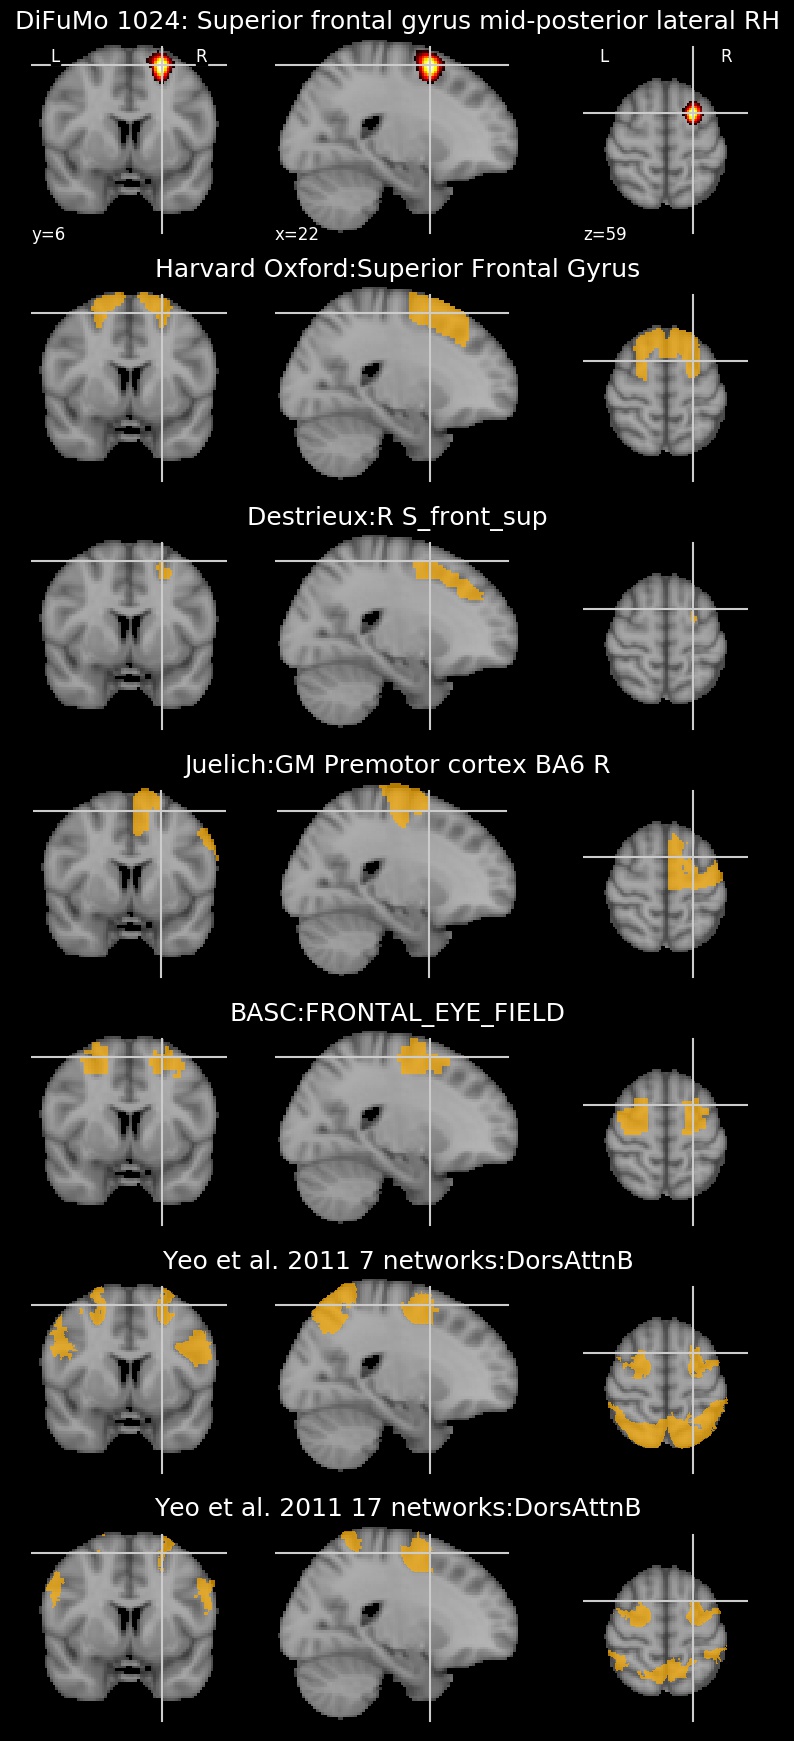 DiFuMo 1024: Superior frontal gyrus mid-posterior lateral RH
L R L R
y=6 x=22 z=59
Harvard Oxford:Superior Frontal Gyrus
Destrieux:R S_front_sup
Juelich:GM Premotor cortex BA6 R
BASC:FRONTAL_EYE_FIELD
Yeo et al. 2011 7 networks:DorsAttnB
Yeo et al. 2011 17 networks:DorsAttnB